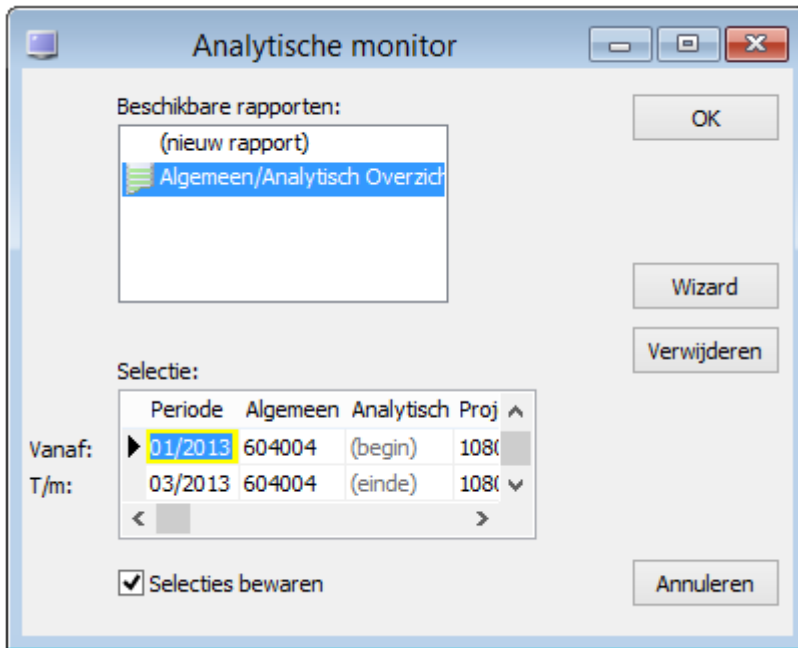 Analytische monitor
Beschikbare rapporten:
(nieuw rapport)
Algemeen/Analytisch Overzich
OK
Wizard
Verwijderen
Selectie:
Periode Algemeen Analytisch Proj
Vanaf: 01/2013 604004 (begin) 108(
T/m: 03/2013 604004 (einde) 108(
Selecties bewaren
Annuleren